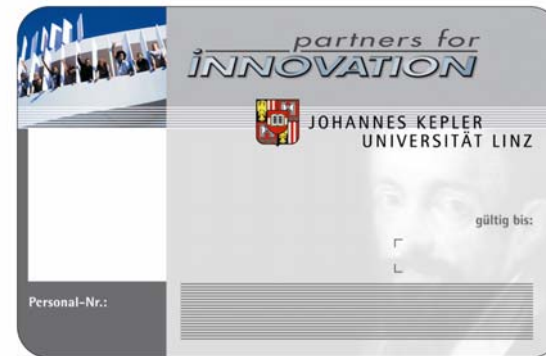 partners for
INNOVATION
JOHANNES KEPLER
UNIVERSITÄT LINZ
gültig bis:
Personal-Nr.: